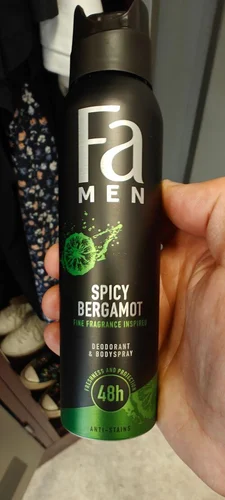 Fa
MEN
SPICY
BERGAMOT
FINE FRAGRANCE INSPIRED
DEODORANT
& BODYSPRAY
FRESHNESS AND PROTECTION
48h
ANTI-STAINS